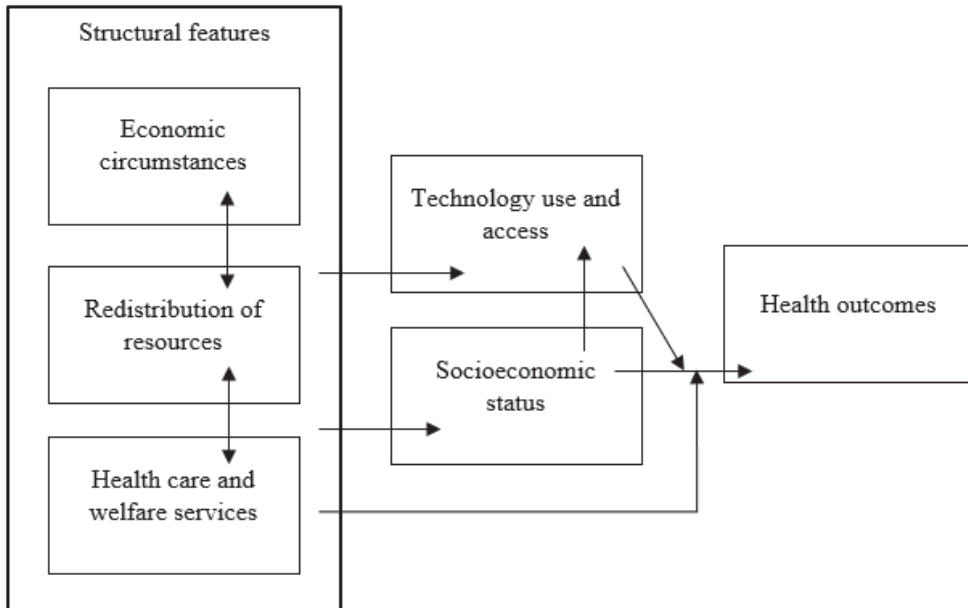 Structural features
Economic
circumstances
Redistribution of
resources
Health care and
welfare services
Technology use and
access
Socioeconomic
status
Health outcomes